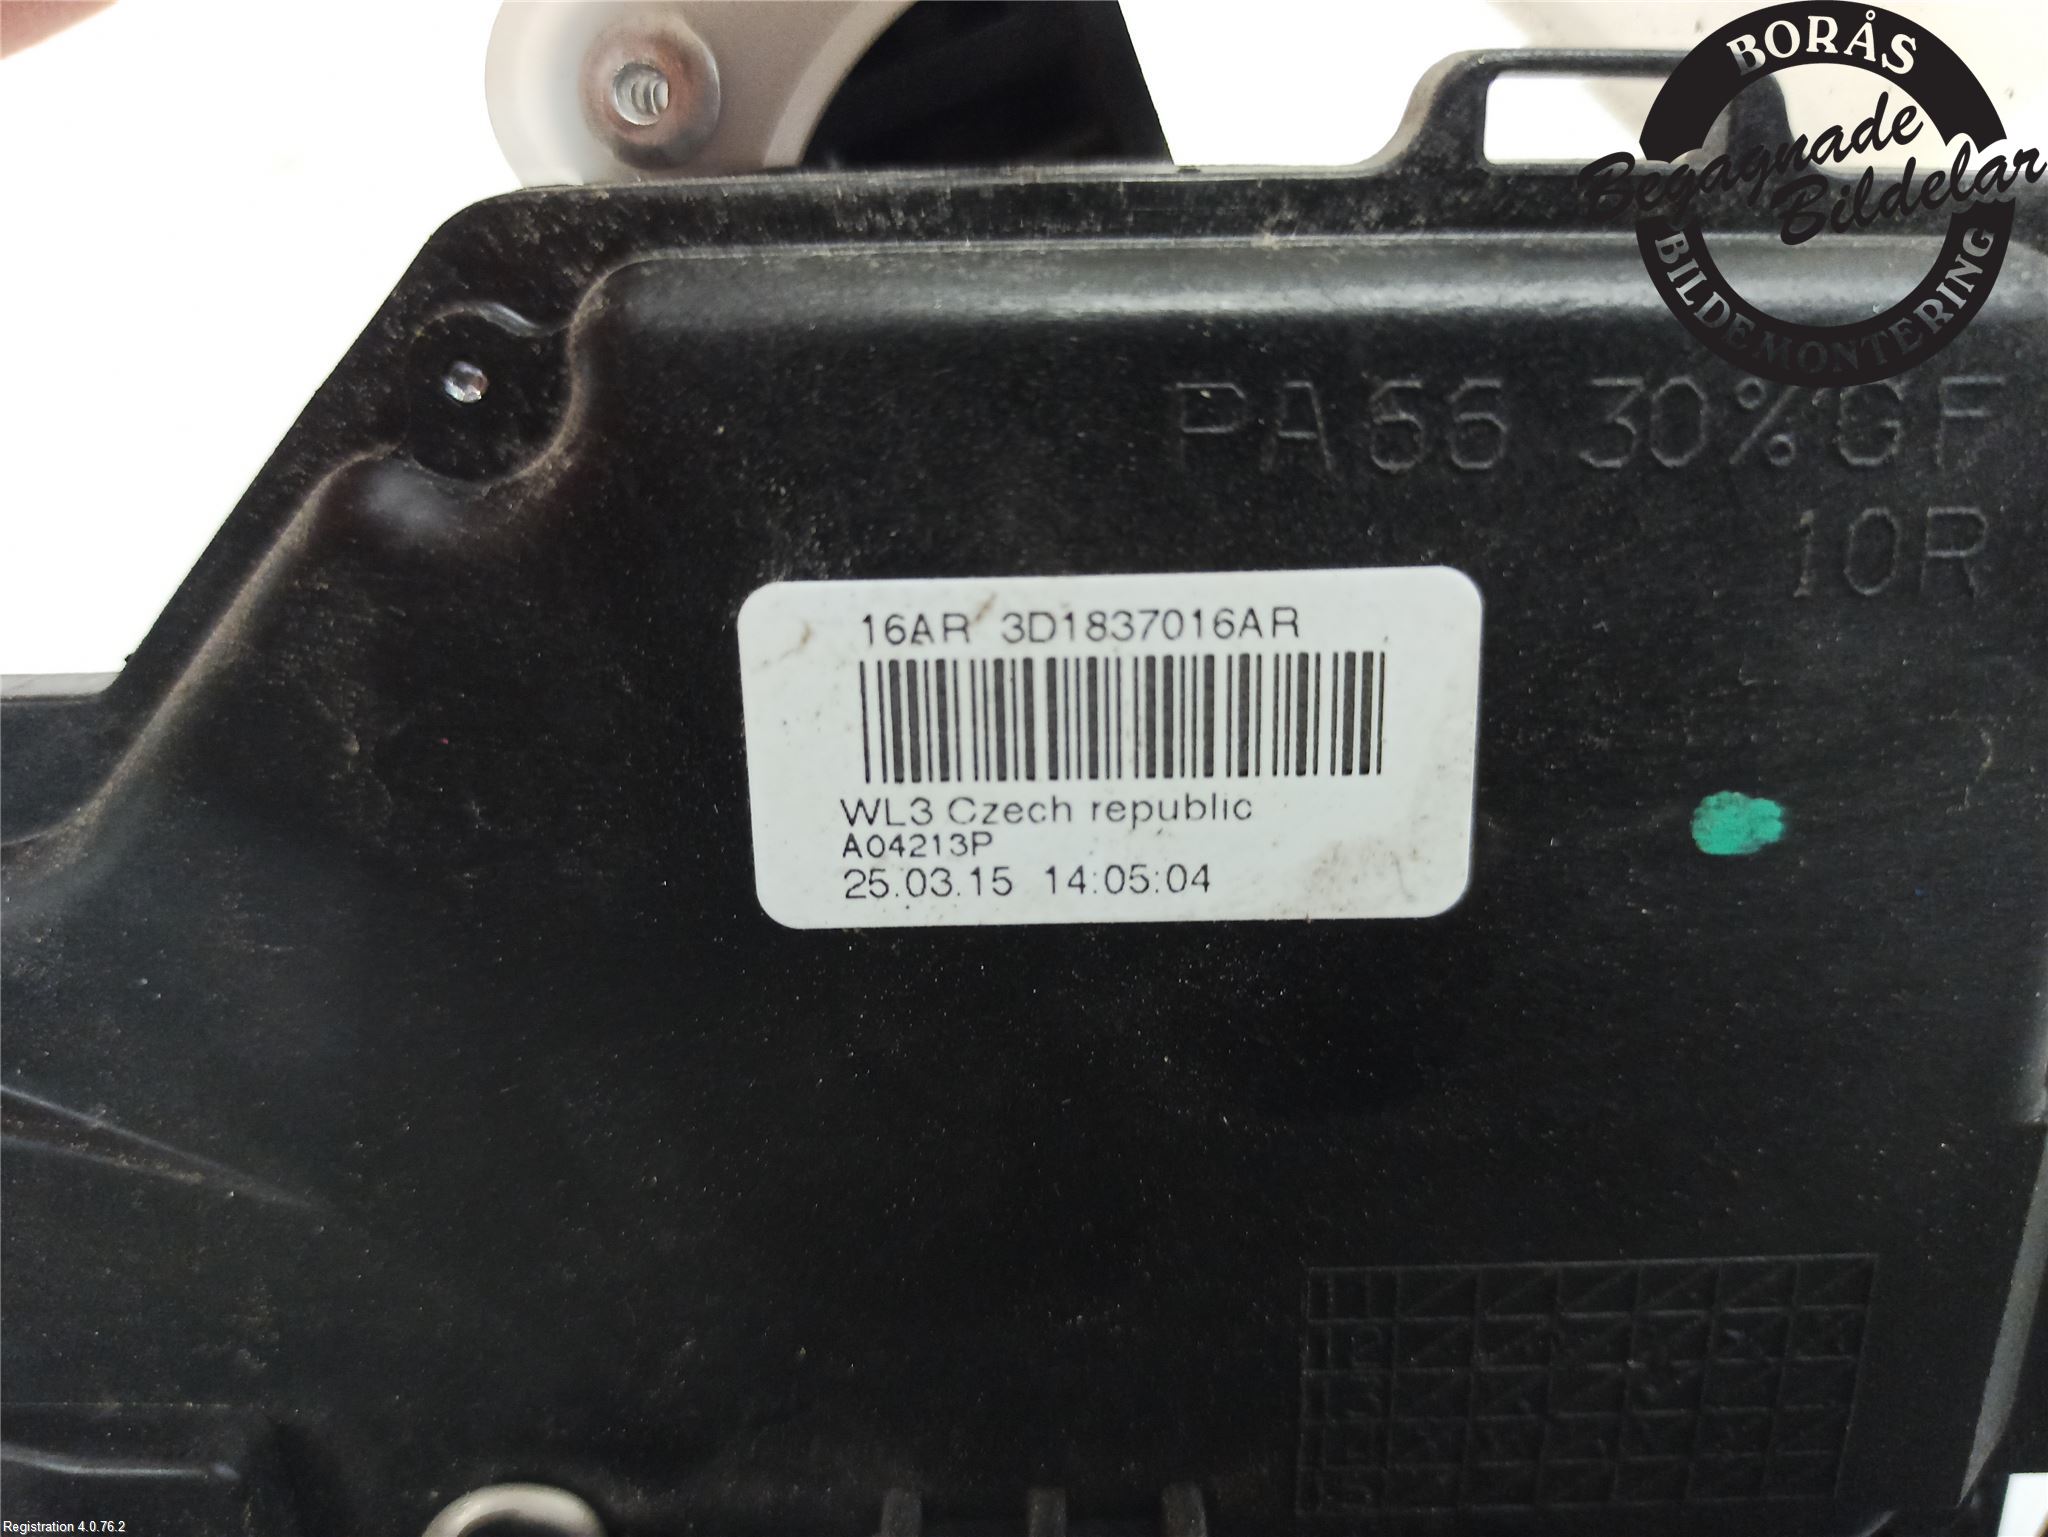 BORÅS
Begagnade
Bildelar
BILDEMONTERING
PA66 30%GF
10R
16AR 3D1837016AR
WL3 Czech republic
A04213P
25.03.15 14:05:04
Registration 4.0.76.2